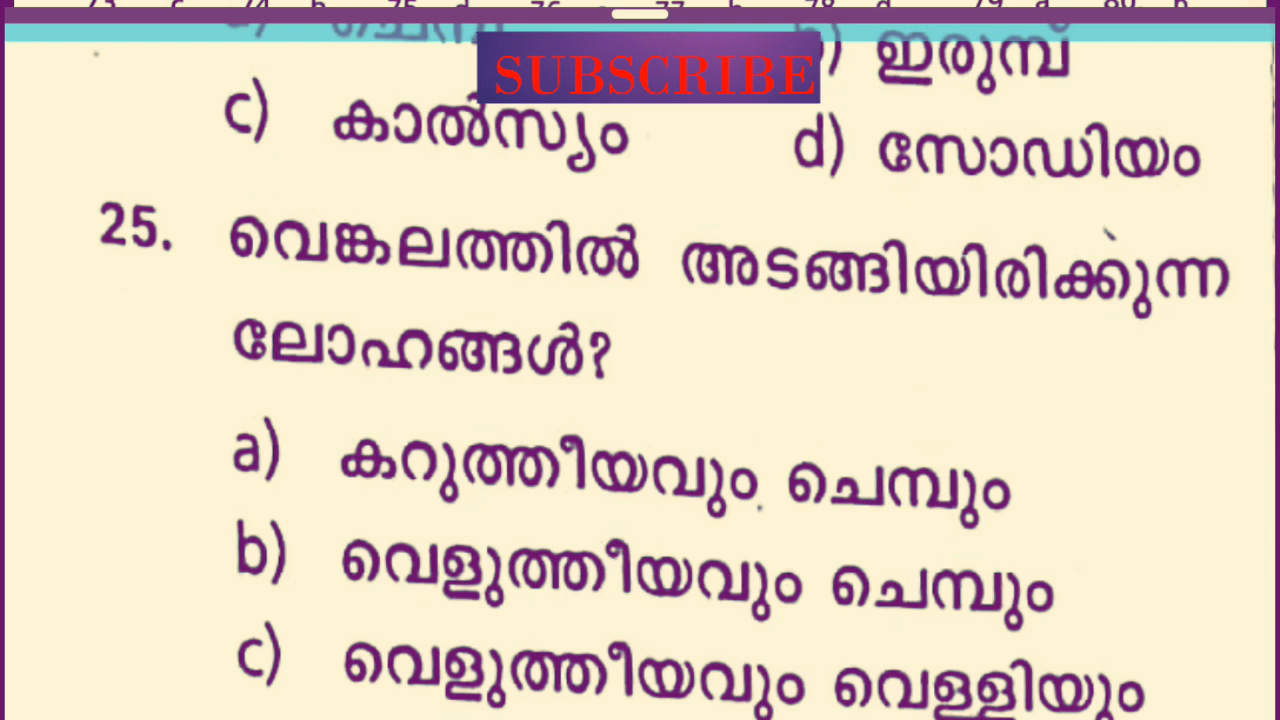 SUBSCRIBE
b) ഇരുമ്പ്
c) കാൽസ്യം d) സോഡിയം
25. വെങ്കലത്തിൽ അടങ്ങിയിരിക്കുന്ന
ലോഹങ്ങൾ?
a) കറുത്തീയവും ചെമ്പും
b) വെളുത്തീയവും ചെമ്പും
c) വെളുത്തീയവും വെള്ളിയും